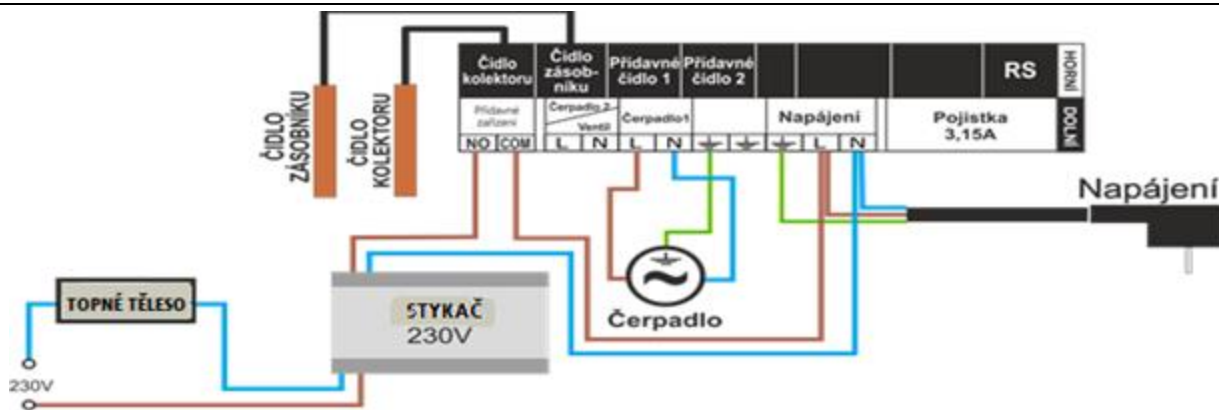 Čidlo
kolektoru
Čidlo
zásob-
níku
Přídavné
čidlo 1
Přídavné
čidlo 2
RS
HORNÍ
Přídavné
zařízení
Čerpadlo 2
Ventil
Čerpadlo1
Napájení
Pojistka
3,15A
DOLNÍ
NO COM L N L N L N
ČIDLO
ZÁSOBNÍKU
ČIDLO
KOLEKTORU
Napájení
TOPNÉ TĚLESO
STYKAČ
230V
Čerpadlo
230V